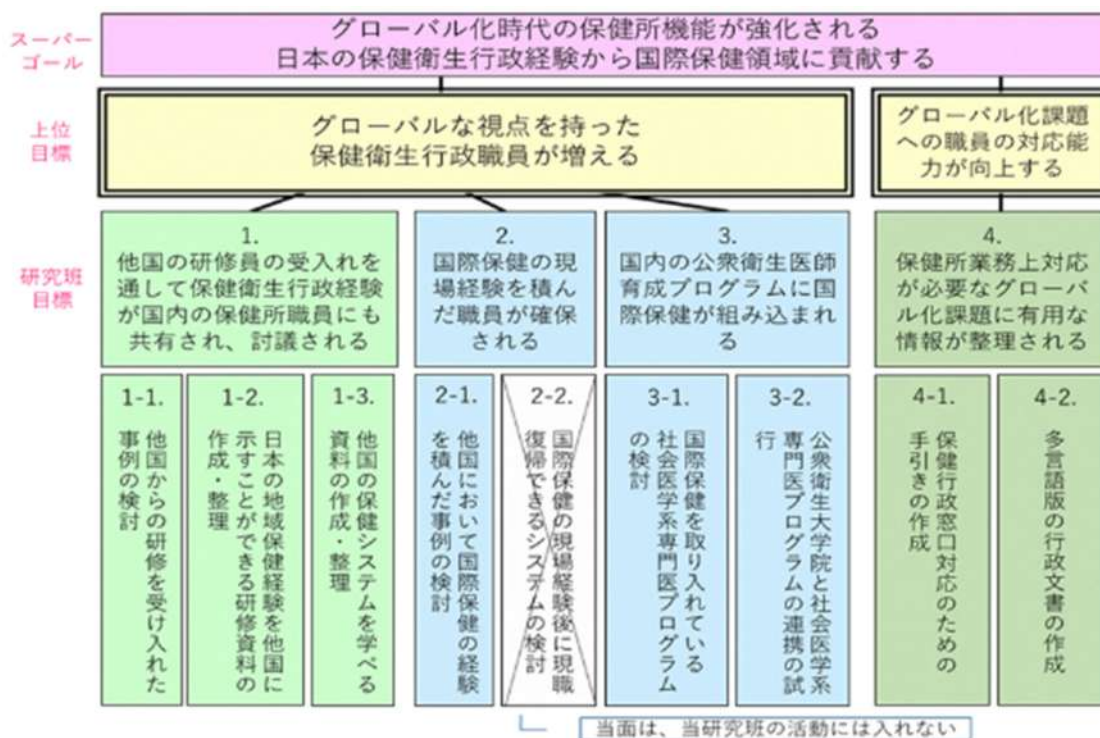 スーパー
ゴール
グローバル化時代の保健所機能が強化される
日本の保健衛生行政経験から国際保健領域に貢献する
上位
目標
グローバルな視点を持った
保健衛生行政職員が増える
グローバル化課題
への職員の対応能
力が向上する
研究班
目標
1.
他国の研修員の受入れを
通して保健衛生行政経験
が国内の保健所職員にも
共有され、討議される
2.
国際保健の現
場経験を積ん
だ職員が確保
される
3.
国内の公衆衛生医師
育成プログラムに国
際保健が組み込まれ
る
4.
保健所業務上対応
が必要なグローバ
ル化課題に有用な
情報が整理される
1-1.
他国からの研修を受け入れた
事例の検討
1-2.
日本の地域保健経験を他国に
示すことができる研修資料の
作成・整理
1-3.
他国の保健システムを学べる
資料の作成・整理
2-1.
他国において国際保健の経験
を積んだ事例の検討
2-2.
国際保健の現場経験後に現職
復帰できるシステムの検討
3-1.
国際保健を取り入れている
社会医学系専門医プログラム
の検討
3-2.
公衆衛生大学院と社会医学系
専門医プログラムの連携の試
行
4-1.
保健行政窓口対応のための
手引きの作成
4-2.
多言語版の行政文書の作成
当面は、当研究班の活動には入れない